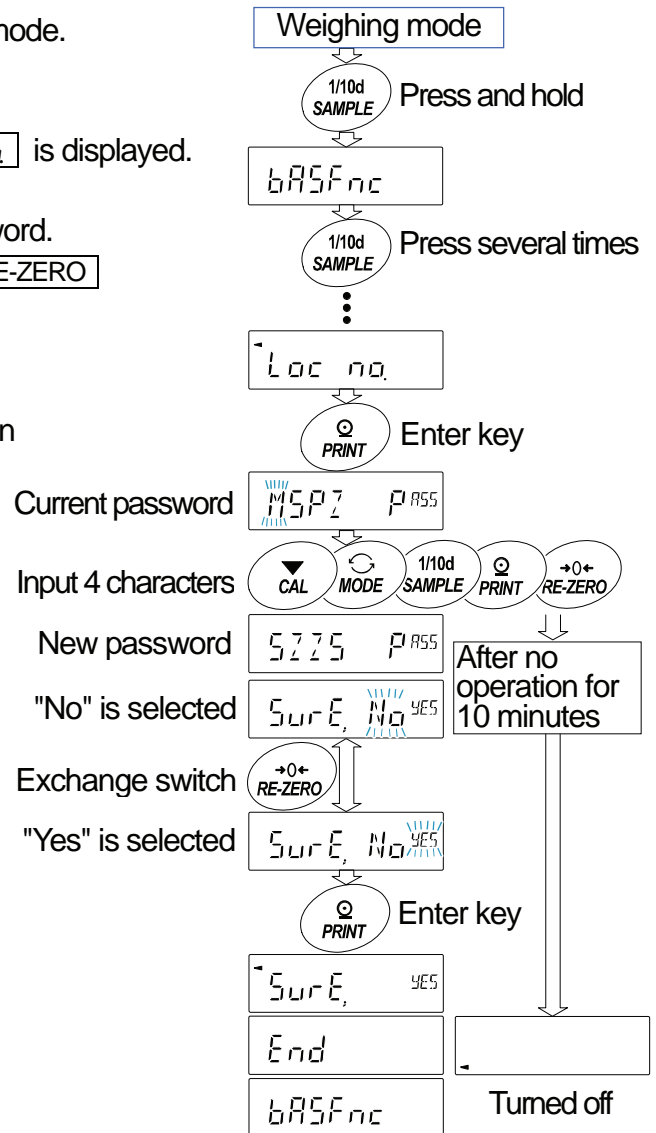 mode.
Weighing mode
1/10d
SAMPLE
Press and hold
is displayed.
bASFnc
word.
E-ZERO
1/10d
SAMPLE
Press several times
Loc no.
PRINT
Enter key
n
Current password
MSPZ PASS
Input 4 characters
CAL
MODE
1/10d
SAMPLE
PRINT
→0←
RE-ZERO
New password
SZZS PASS
After no
operation for
10 minutes
"No" is selected
SurE, No YES
Exchange switch
→0←
RE-ZERO
"Yes" is selected
SurE, No YES
PRINT
Enter key
SurE, YES
End
bASFnc
Turned off